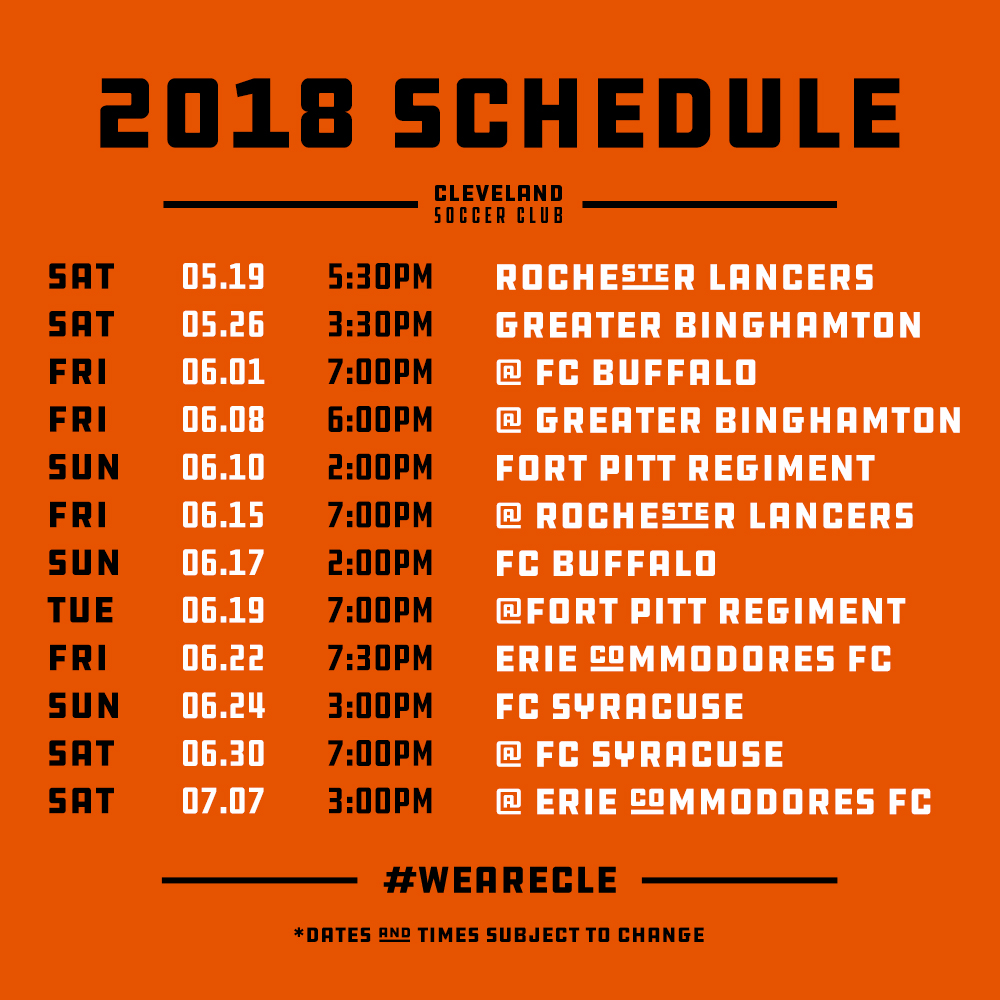 2018 SCHEDULE
CLEVELAND
SOCCER CLUB
SAT 05.19 5:30PM ROCHESTER LANCERS
SAT 05.26 3:30PM GREATER BINGHAMTON
FRI 06.01 7:00PM @ FC BUFFALO
FRI 06.08 6:00PM @ GREATER BINGHAMTON
SUN 06.10 2:00PM FORT PITT REGIMENT
FRI 06.15 7:00PM @ ROCHESTER LANCERS
SUN 06.17 2:00PM FC BUFFALO
TUE 06.19 7:00PM @FORT PITT REGIMENT
FRI 06.22 7:30PM ERIE COMMODORES FC
SUN 06.24 3:00PM FC SYRACUSE
SAT 06.30 7:00PM @ FC SYRACUSE
SAT 07.07 3:00PM @ ERIE COMMODORES FC
#WEARECLE
*DATES AND TIMES SUBJECT TO CHANGE